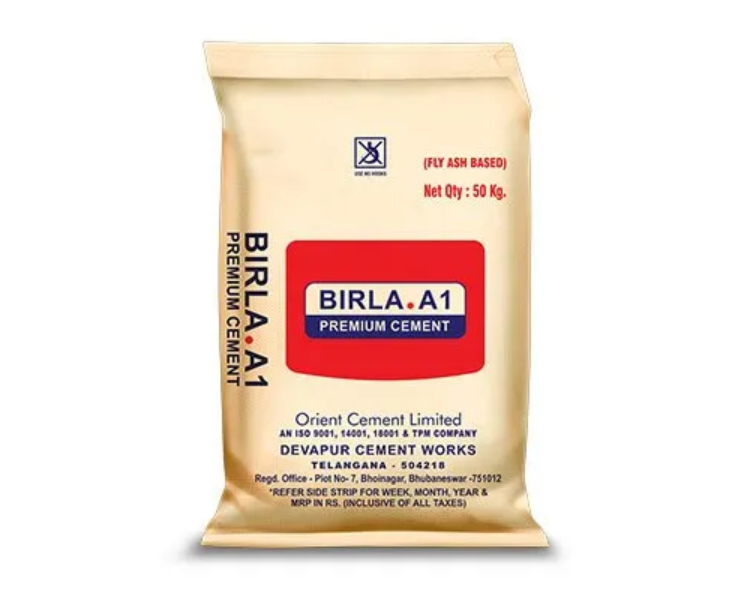 USE NO HOOKS
(FLY ASH BASED)
Net Qty : 50 Kg.
BIRLA.A1
PREMIUM CEMENT
BIRLA.A1
PREMIUM CEMENT
Orient Cement Limited
AN ISO 9001, 14001, 18001 & TPM COMPANY
DEVAPUR CEMENT WORKS
TELANGANA - 504218
Regd. Office - Plot No- 7, Bhoinagar, Bhubaneswar -751012
*REFER SIDE STRIP FOR WEEK, MONTH, YEAR &
MRP IN RS. (INCLUSIVE OF ALL TAXES)